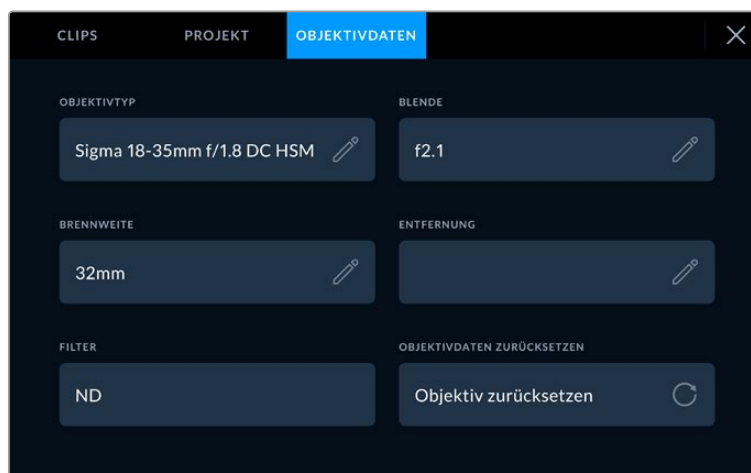 CLIPS PROJEKT OBJEKTIVDATEN
OBJEKTIVTYP BLENDE
Sigma 18-35mm f/1.8 DC HSM f2.1
BRENNWEITE ENTFERNUNG
32mm
FILTER OBJEKTIVDATEN ZURÜCKSETZEN
ND Objektiv zurücksetzen